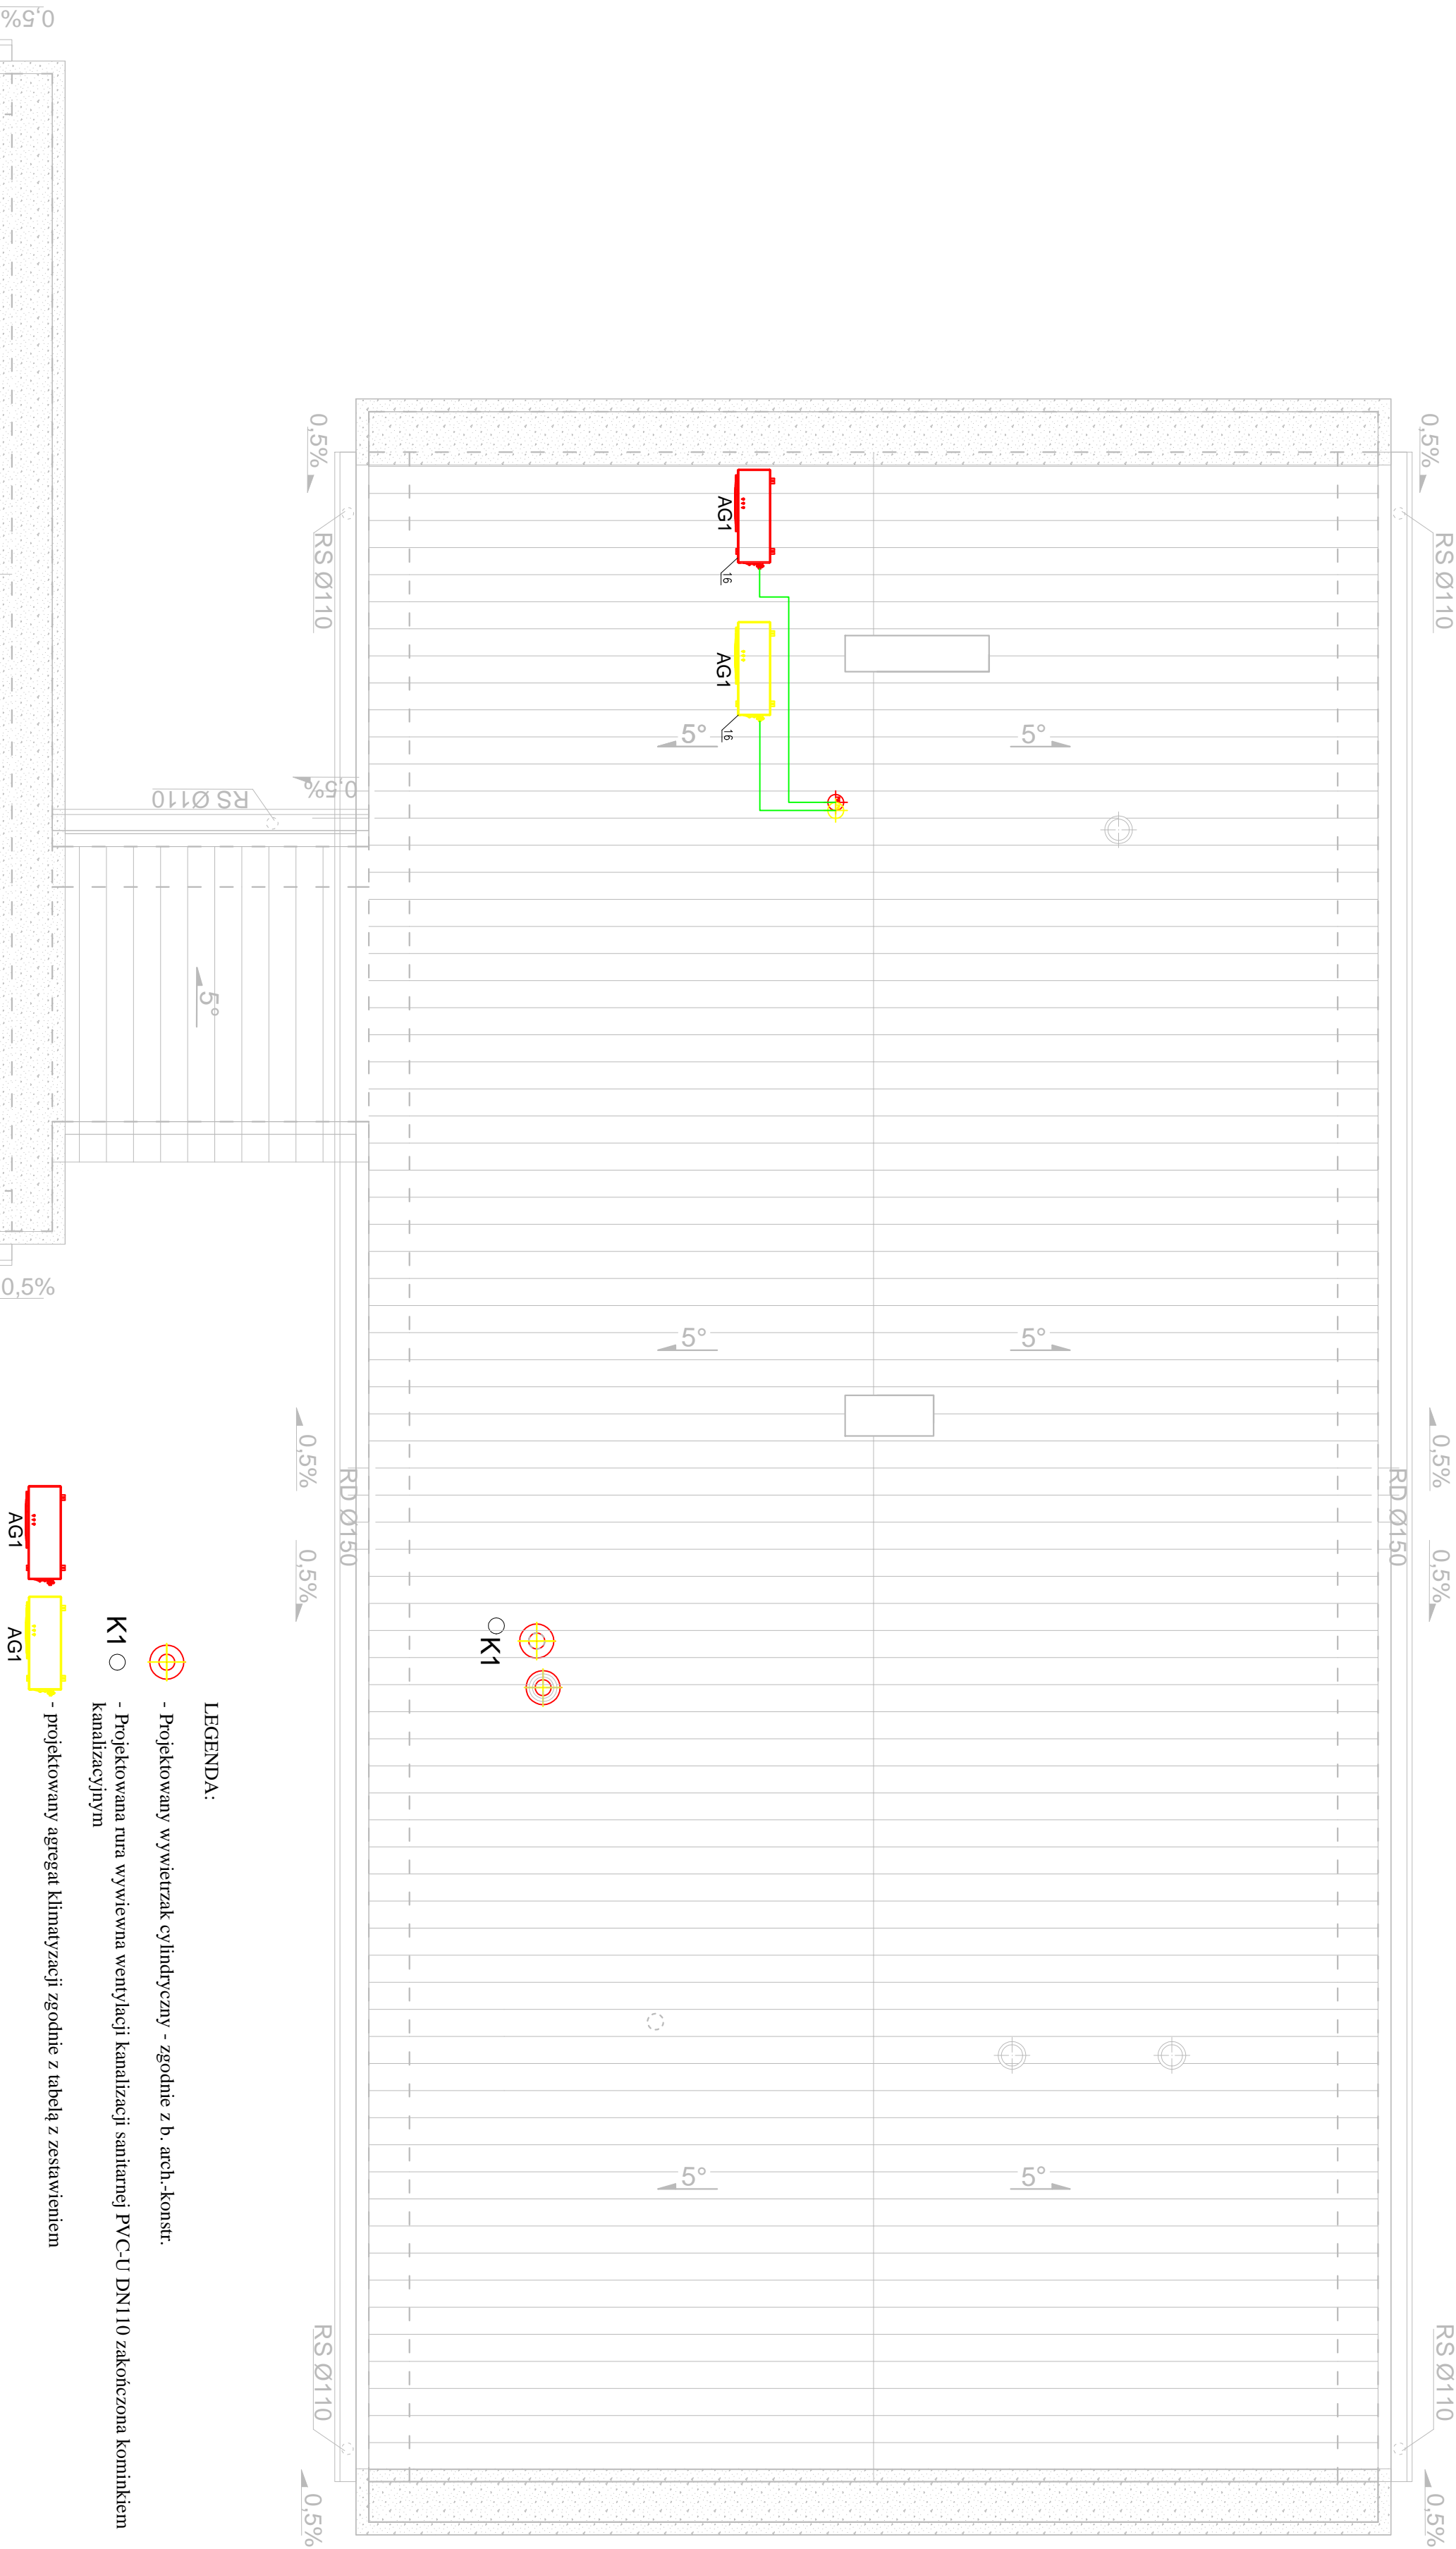 0,5%
RS Ø110
0,5%
RD Ø150
0,5%
RS Ø110
0,5%
5°
5°
5°
5°
5°
5°
AG1
16
AG1
16
K1
0,5%
RS Ø110
0,5%
RD Ø150
0,5%
RS Ø110
0,5%
0,5%
RS Ø110
5°
0,5%
0,5%
LEGENDA:
- Projektowany wywietrzak cylindryczny - zgodnie z b. arch.-konstr.
K1
- Projektowana rura wywiewna wentylacji kanalizacji sanitarnej PVC-U DN110 zakończona kominkiem
kanalizacyjnym
AG1
AG1
- projektowany agregat klimatyzacji zgodnie z tabelą z zestawieniem